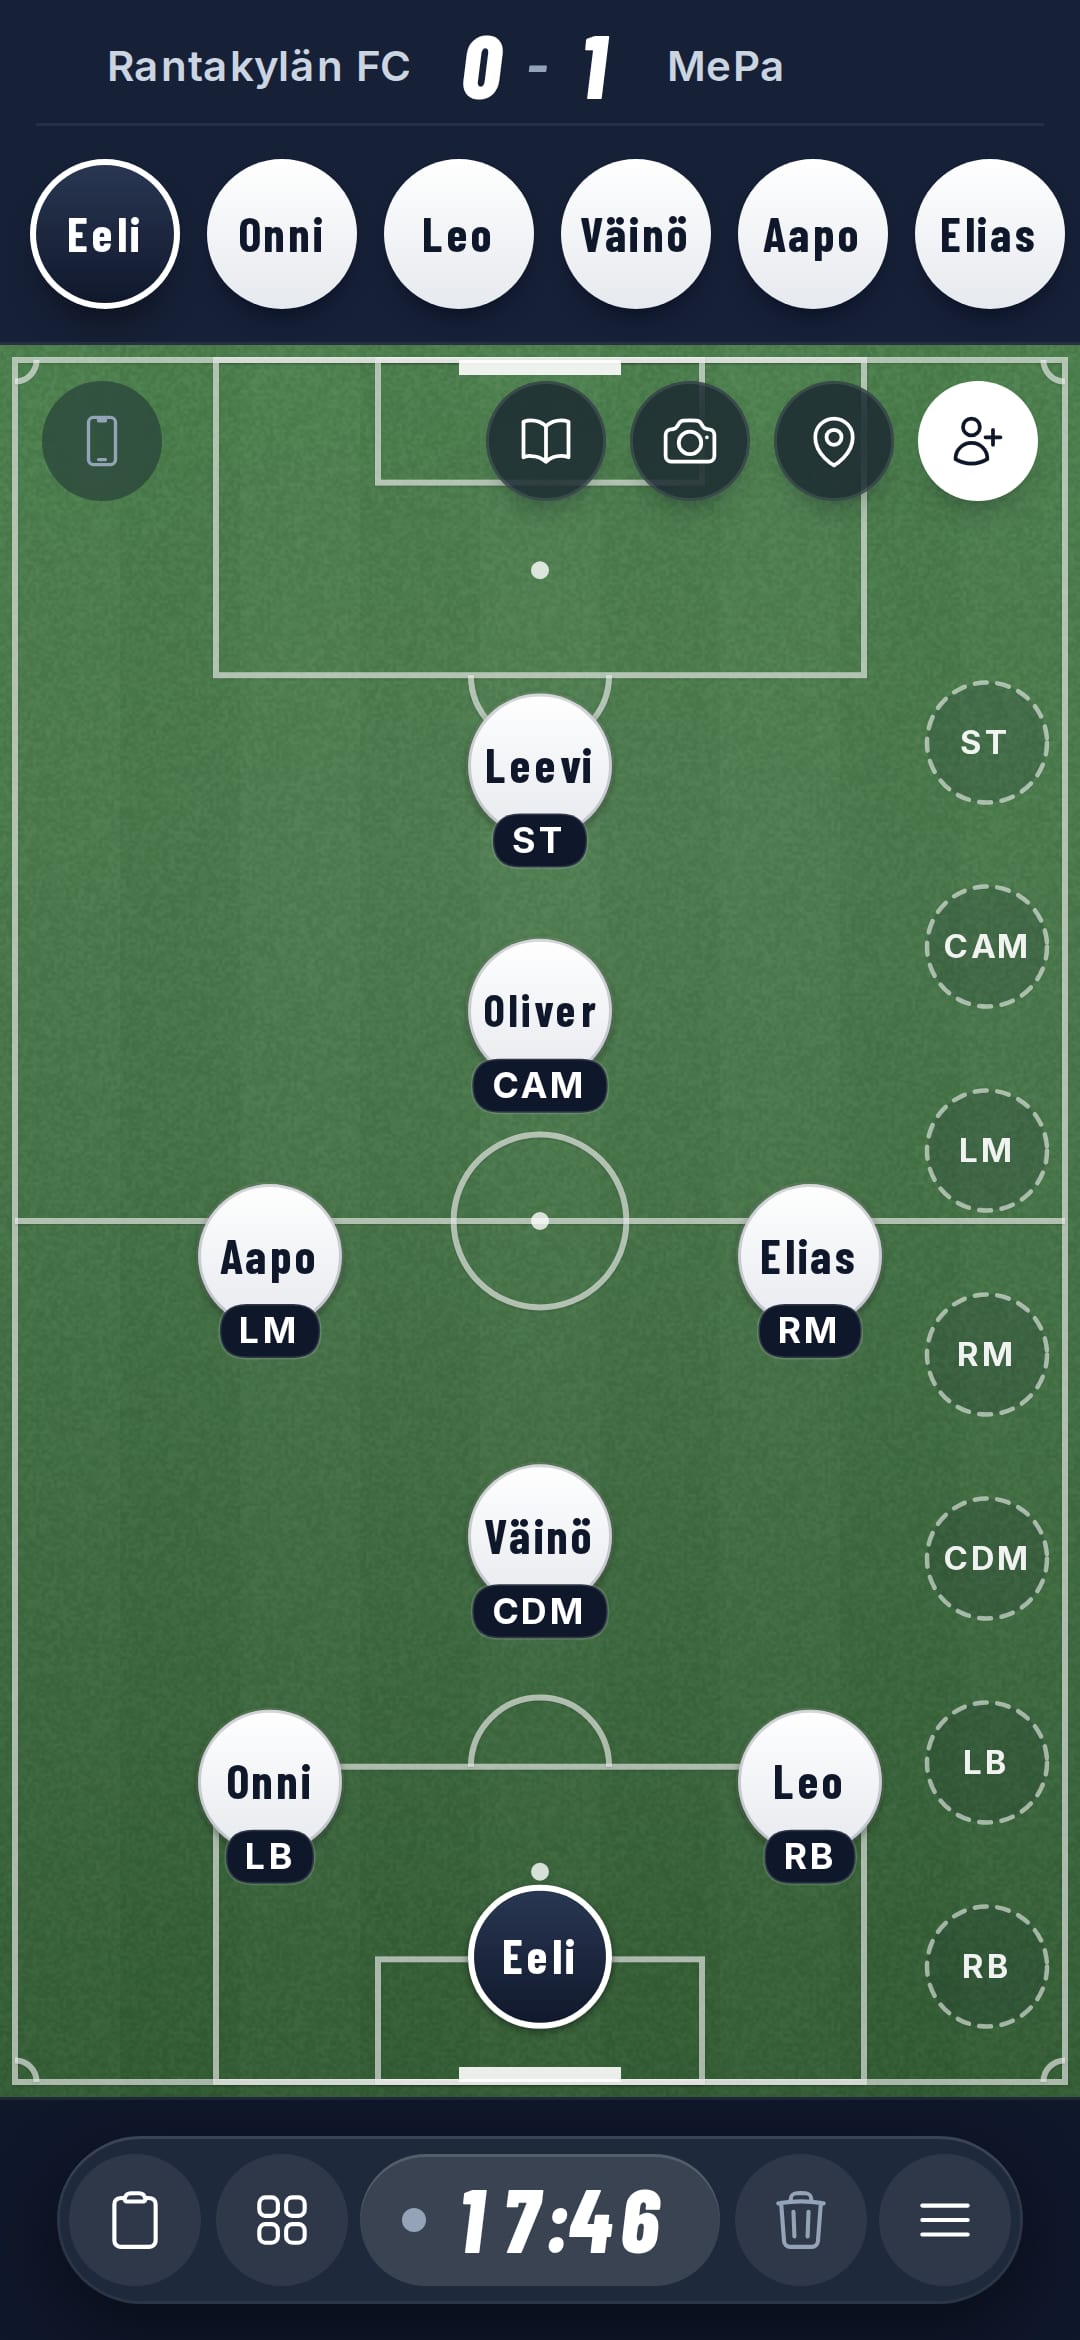 Rantakylän FC 0 - 1 MePa
Eeli Onni Leo Väinö Aapo Elias
Leevi
ST
ST
Oliver
CAM
CAM
LM
Aapo Elias
LM RM
RM
Väinö
CDM
CDM
Onni Leo
LB
LB RB
Eeli
RB
17:46